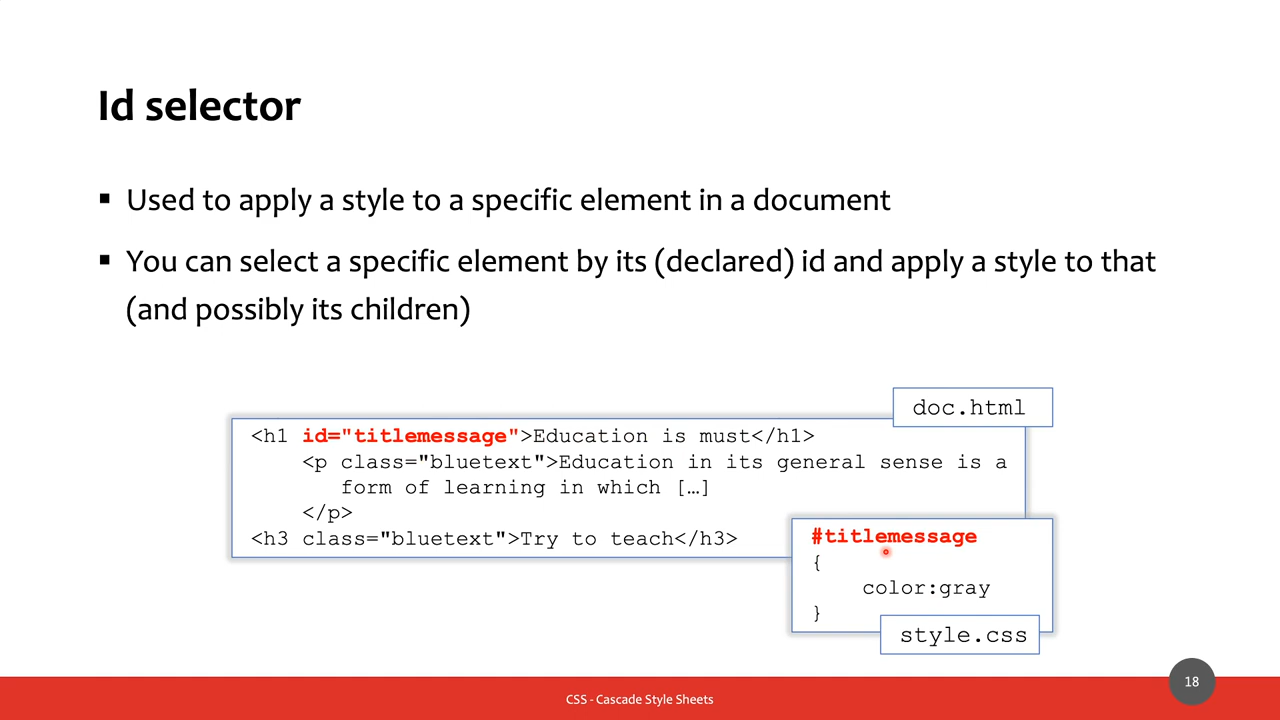 Id selector
▪ Used to apply a style to a specific element in a document
▪ You can select a specific element by its (declared) id and apply a style to that
(and possibly its children)
doc.html
<h1 id="titlemessage">Education is must</h1>
<p class="bluetext">Education in its general sense is a
form of learning in which […]
</p>
<h3 class="bluetext">Try to teach</h3>
#titlemessage
{
color:gray
}
style.css
18
CSS - Cascade Style Sheets